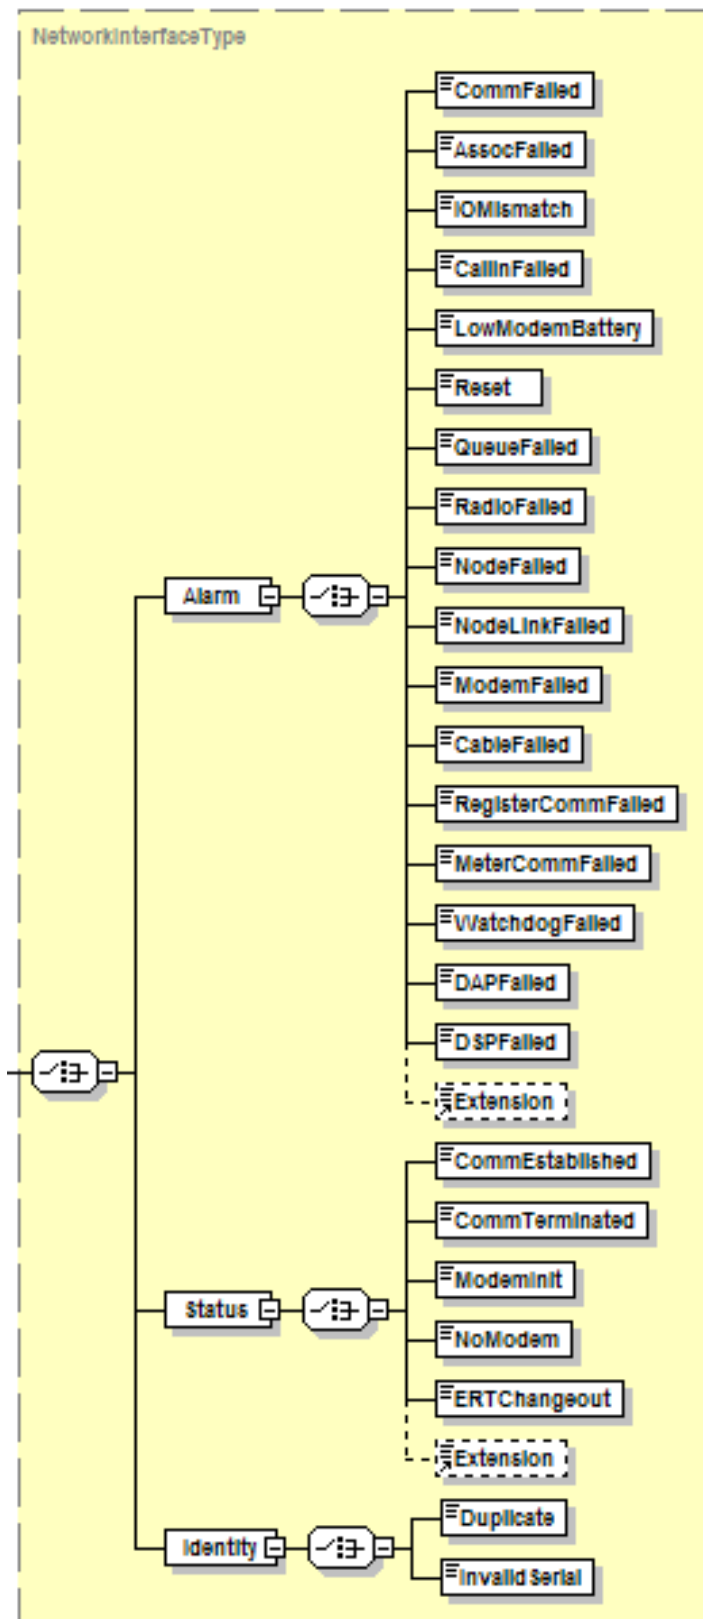 NetworkInterfaceType
CommFailed
AssocFailed
IOMismatch
CallInFailed
LowModemBattery
Reset
QueueFailed
RadioFailed
NodeFailed
Alarm
NodeLinkFailed
ModemFailed
CableFailed
RegisterCommFailed
MeterCommFailed
WatchdogFailed
DAPFailed
DSPFailed
Extension
CommEstablished
CommTerminated
ModemInit
Status
NoModem
ERTChangeout
Extension
Duplicate
Identity
InvalidSerial